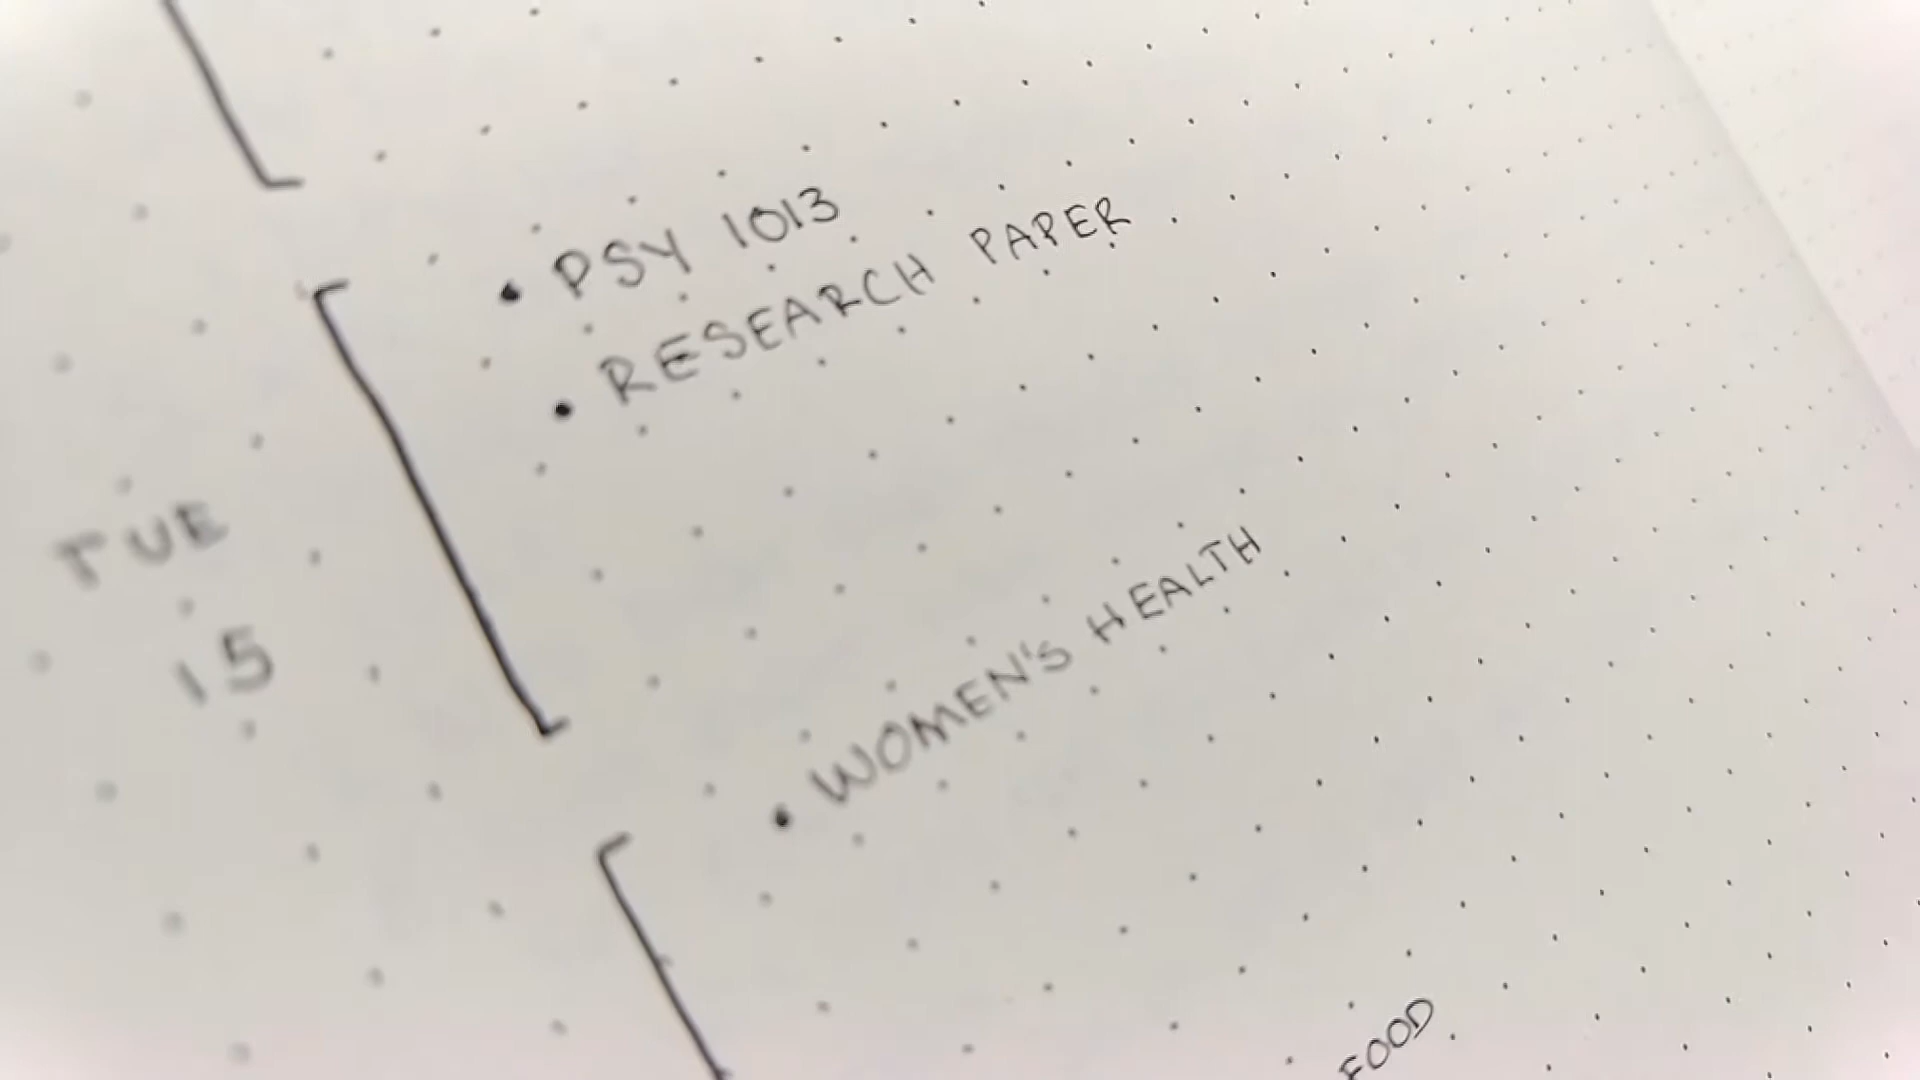 • PSY 1013
• RESEARCH PAPER
TUE
15
• WOMEN'S HEALTH
FOOD